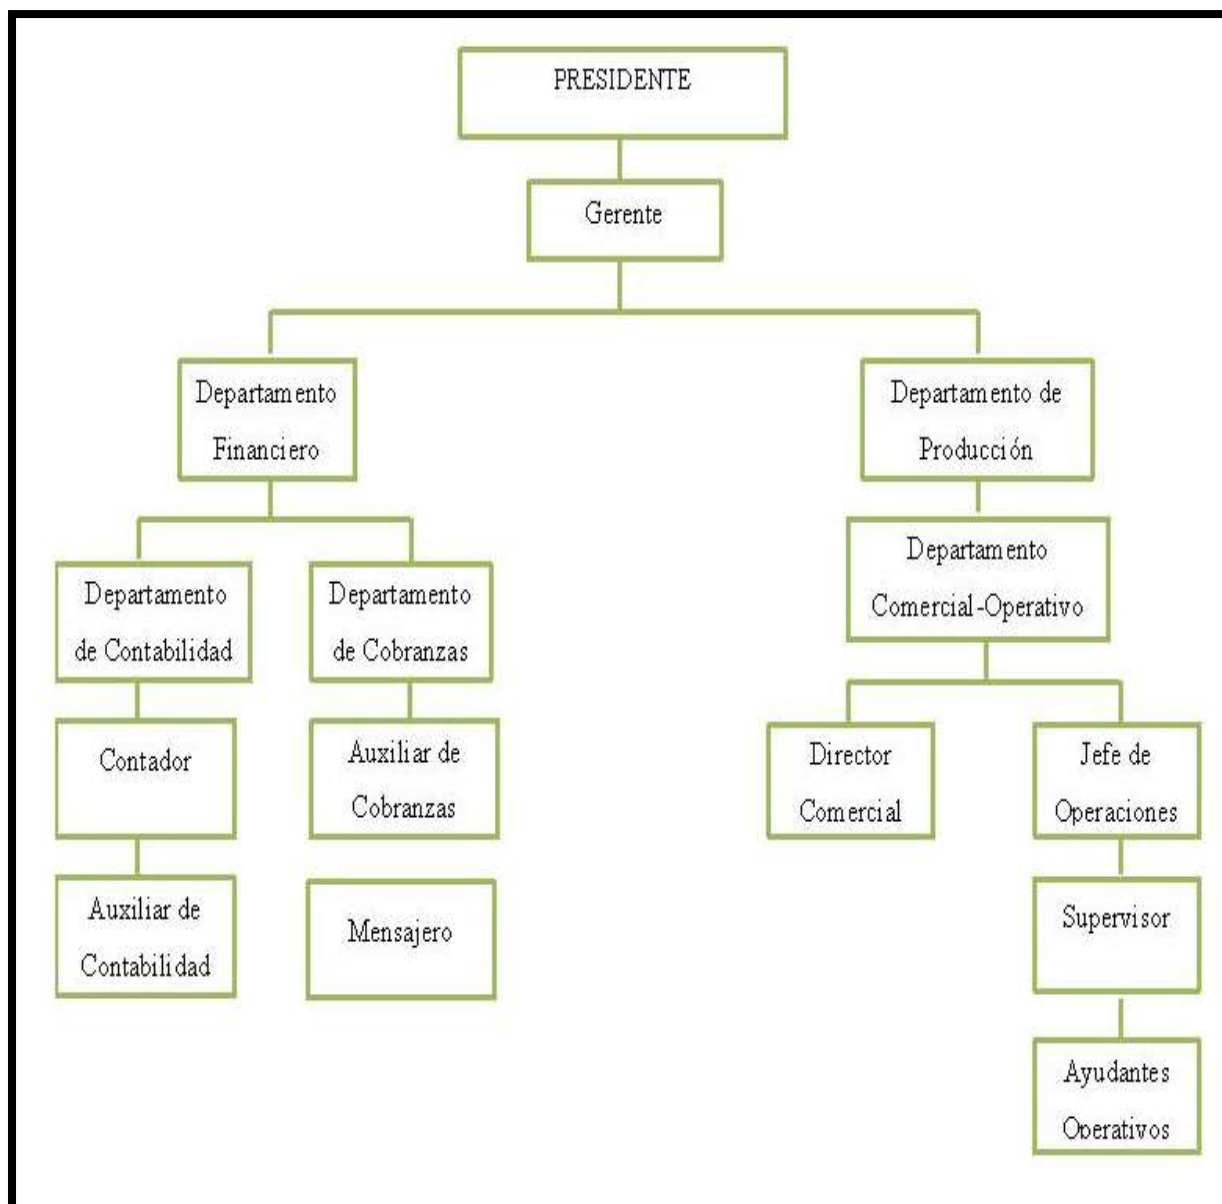 PRESIDENTE
Gerente
Departamento
Financiero
Departamento de
Producción
Departamento
Comercial-Operativo
Departamento
de Contabilidad
Departamento
de Cobranzas
Contador
Auxiliar de
Cobranzas
Director
Comercial
Jefe de
Operaciones
Auxiliar de
Contabilidad
Mensajero
Supervisor
Ayudantes
Operativos